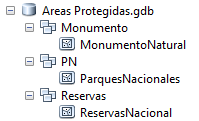 Areas Protegidas.gdb
Monumento
MonumentoNatural
PN
ParquesNacionales
Reservas
ReservasNacional